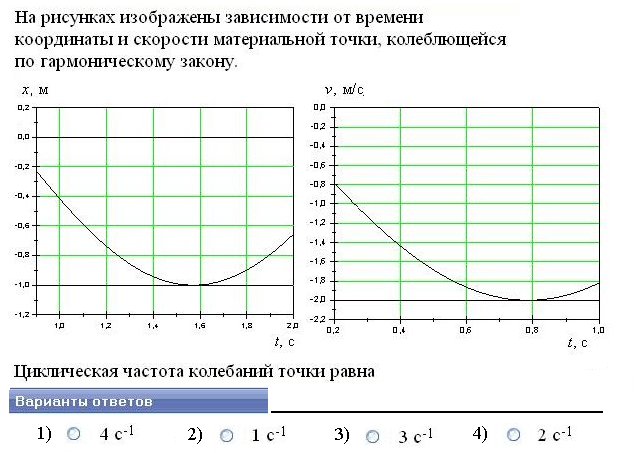 На рисунках изображены зависимости от времени
координаты и скорости материальной точки, колеблющейся
по гармоническому закону.
x, м
0,2
0,0
-0,2
-0,4
-0,6
-0,8
-1,0
-1,2
1,0 1,2 1,4 1,6 1,8 2,0
t, с
v, м/с
0,0
-0,2
-0,4
-0,6
-0,8
-1,0
-1,2
-1,4
-1,6
-1,8
-2,0
-2,2
0,2 0,4 0,6 0,8 1,0
t, с
Циклическая частота колебаний точки равна
Варианты ответов
1) 4 с⁻¹ 2) 1 с⁻¹ 3) 3 с⁻¹ 4) 2 с⁻¹